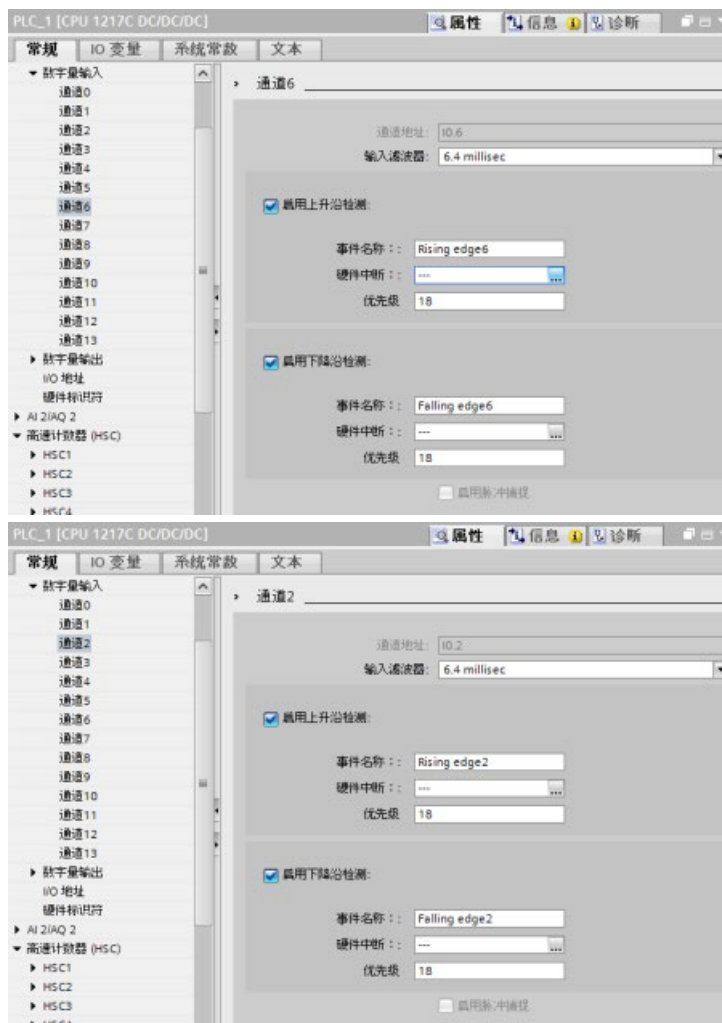 PLC_1 [CPU 1217C DC/DC/DC]
属性
信息
诊断
常规
IO 变量
系统常数
文本
数字量输入
通道0
通道1
通道2
通道3
通道4
通道5
通道6
通道7
通道8
通道9
通道10
通道11
通道12
通道13
数字量输出
I/O 地址
硬件标识符
AI 2/AQ 2
高速计数器 (HSC)
HSC1
HSC2
HSC3
HSC4
通道6
通道地址: I0.6
输入滤波器: 6.4 millisec
启用上升沿检测:
事件名称:: Rising edge6
硬件中断:: ---
优先级 18
启用下降沿检测:
事件名称:: Falling edge6
硬件中断:: ---
优先级 18
启用脉冲捕捉
PLC_1 [CPU 1217C DC/DC/DC]
属性
信息
诊断
常规
IO 变量
系统常数
文本
数字量输入
通道0
通道1
通道2
通道3
通道4
通道5
通道6
通道7
通道8
通道9
通道10
通道11
通道12
通道13
数字量输出
I/O 地址
硬件标识符
AI 2/AQ 2
高速计数器 (HSC)
HSC1
HSC2
HSC3
通道2
通道地址: I0.2
输入滤波器: 6.4 millisec
启用上升沿检测:
事件名称:: Rising edge2
硬件中断:: ---
优先级 18
启用下降沿检测:
事件名称:: Falling edge2
硬件中断:: ---
优先级 18
启用脉冲捕捉